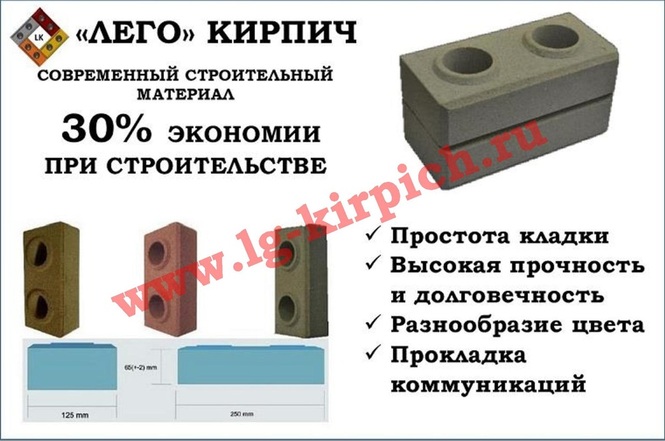 LK
«ЛЕГО» КИРПИЧ
СОВРЕМЕННЫЙ СТРОИТЕЛЬНЫЙ
МАТЕРИАЛ
30% ЭКОНОМИИ
ПРИ СТРОИТЕЛЬСТВЕ
www.lg-kirpich.ru
✓ Простота кладки
✓ Высокая прочность
и долговечность
✓ Разнообразие цвета
✓ Прокладка
коммуникаций
65(+-2) mm
125 mm
250 mm